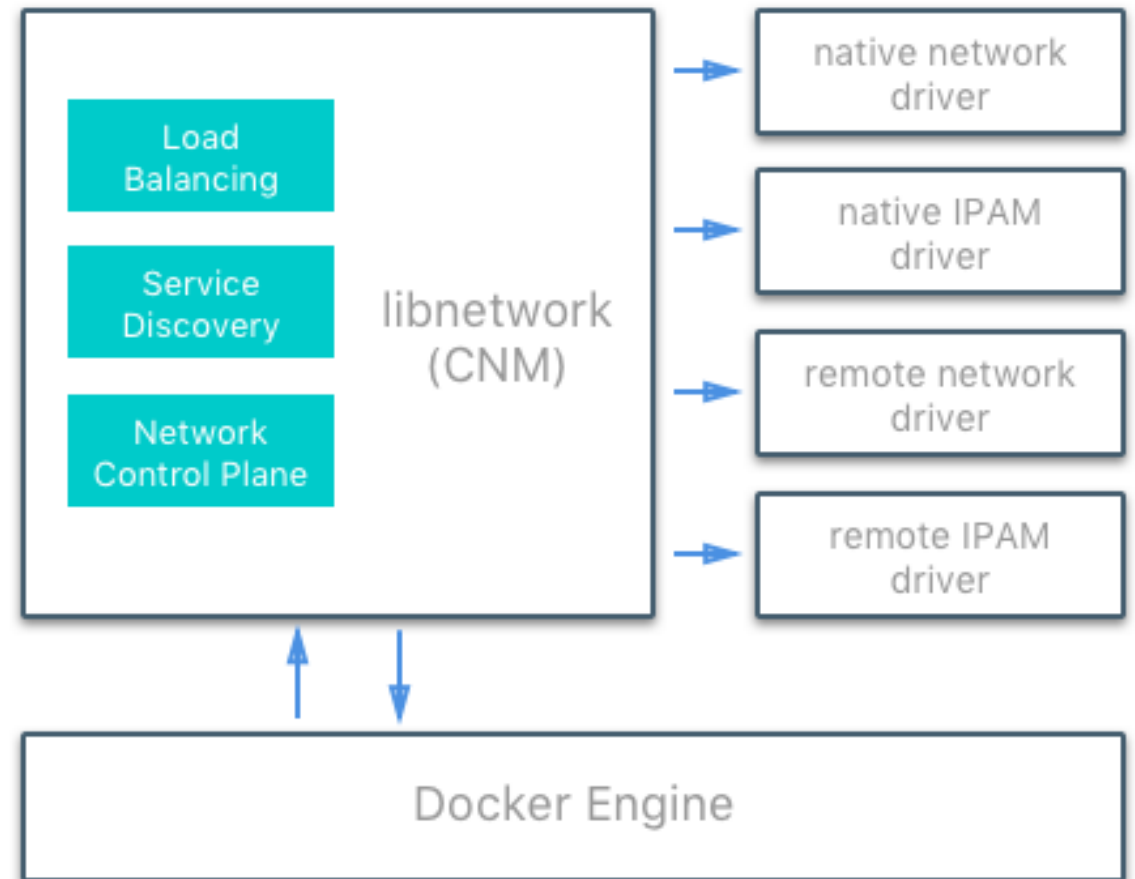 Load
Balancing
Service
Discovery
Network
Control Plane
libnetwork
(CNM)
native network
driver
native IPAM
driver
remote network
driver
remote IPAM
driver
Docker Engine